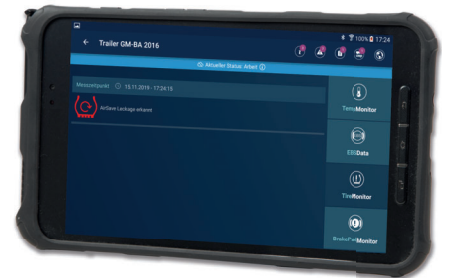 100% 17:24
← Trailer GM-BA 2016
Aktueller Status: Arbeit
Messzeitpunkt 15.11.2019 - 17:24:15
AirSave Leckage erkannt
TempMonitor
EBSData
TireMonitor
BrakePadMonitor